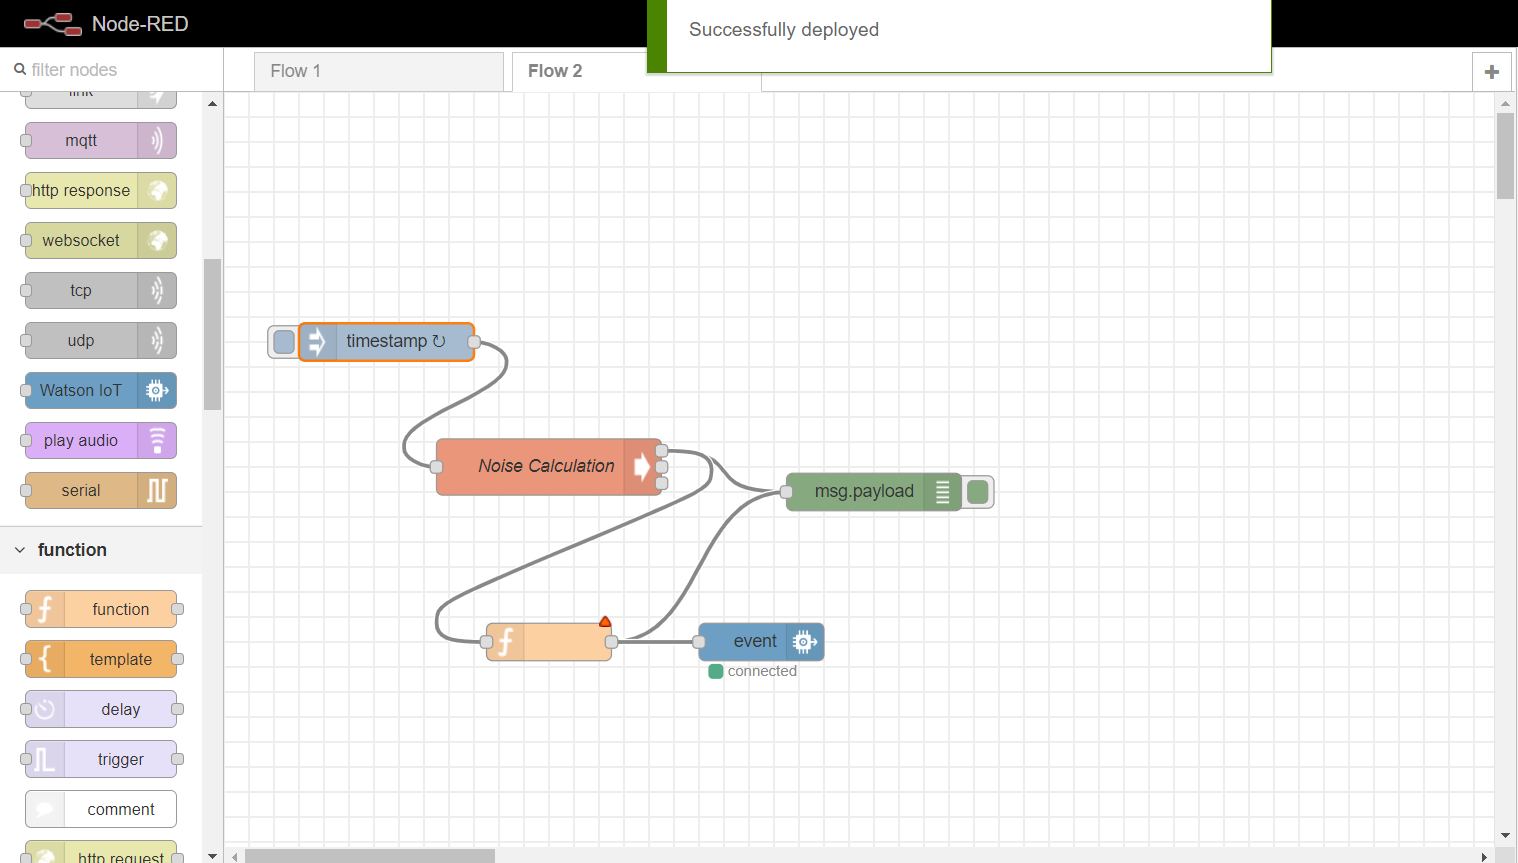 Node-RED
Successfully deployed
filter nodes
Flow 1
Flow 2
link
mqtt
http response
websocket
tcp
udp
Watson IoT
play audio
serial
function
function
template
delay
trigger
comment
http request
timestamp ↻
Noise Calculation
msg.payload
event
connected